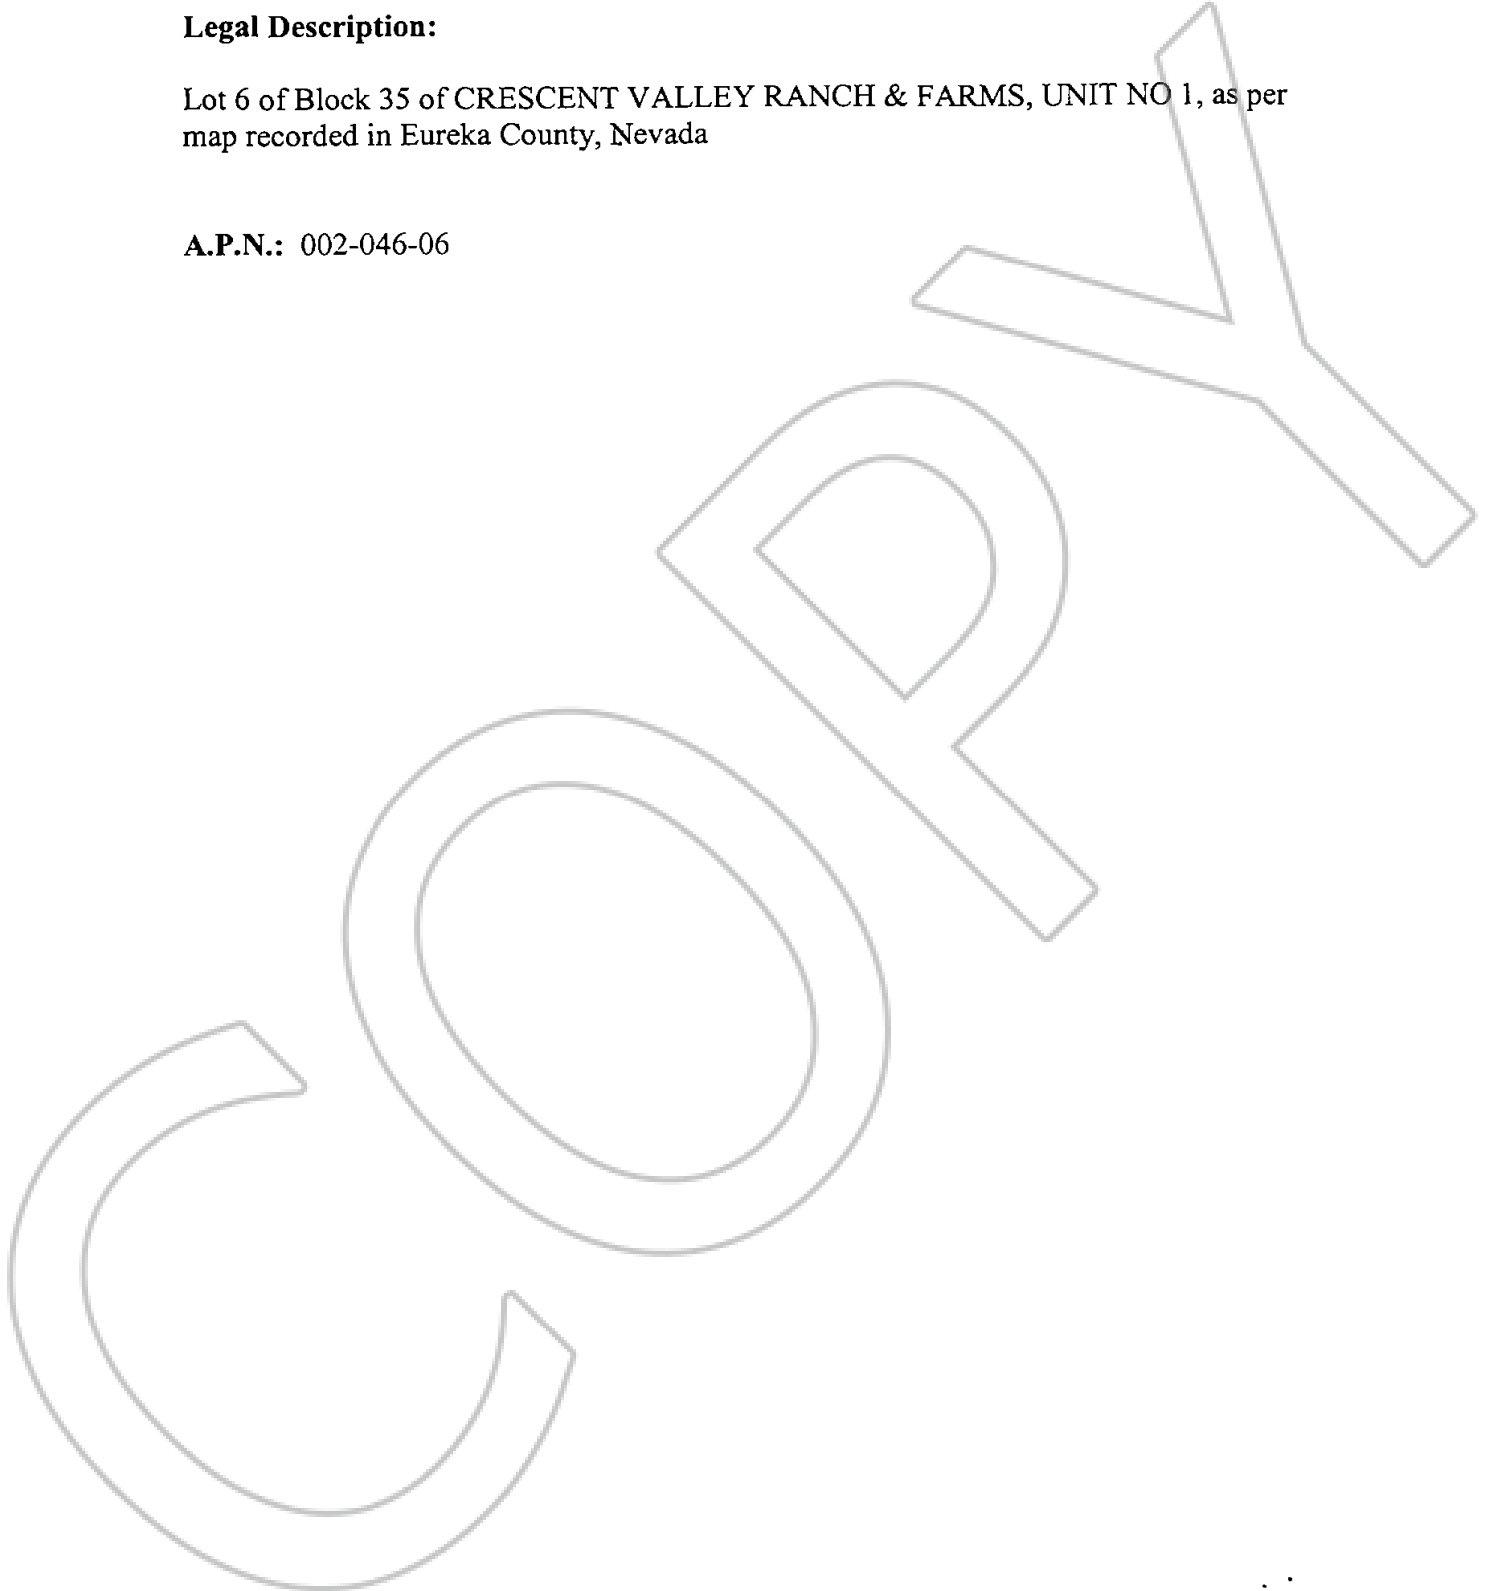 Legal Description:
Lot 6 of Block 35 of CRESCENT VALLEY RANCH & FARMS, UNIT NO 1, as per
map recorded in Eureka County, Nevada
A.P.N.: 002-046-06
COPY